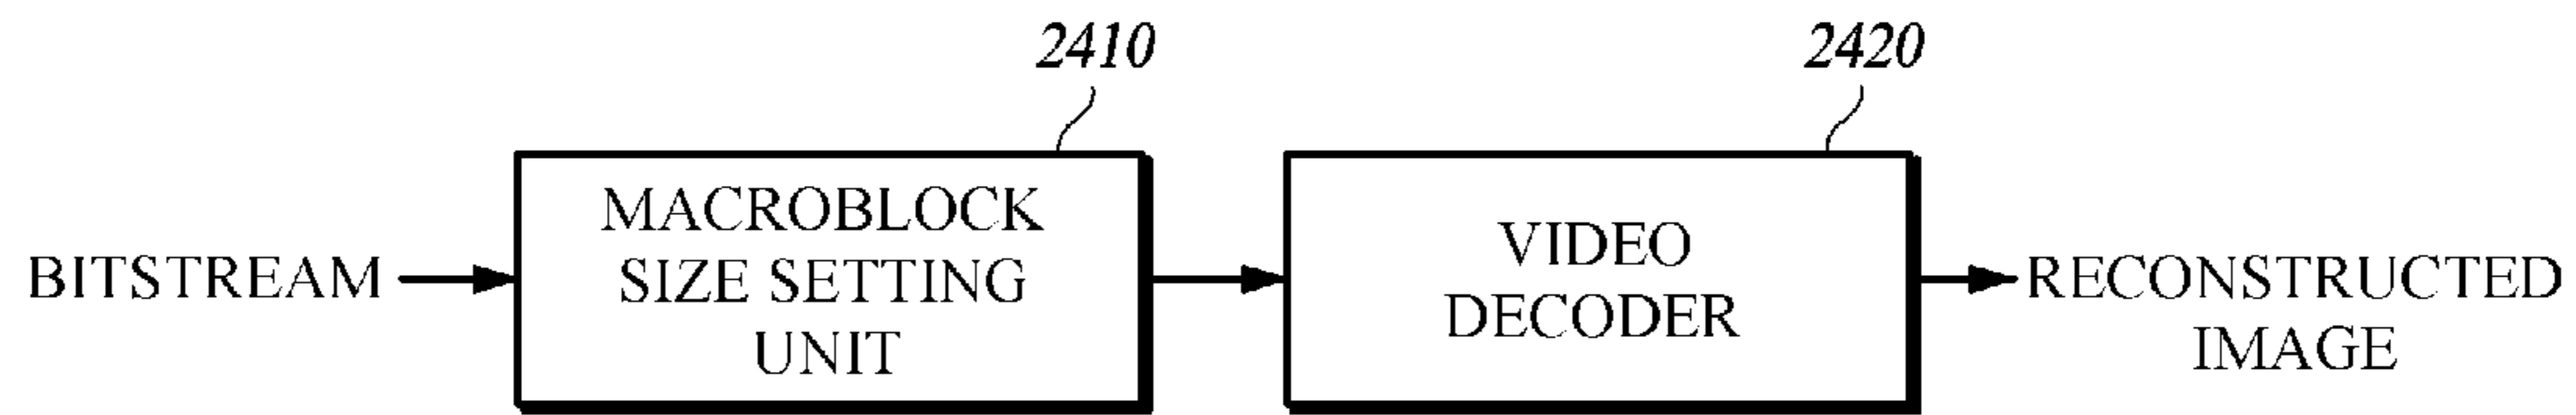 2410
2420
BITSTREAM
MACROBLOCK
SIZE SETTING
UNIT
VIDEO
DECODER
RECONSTRUCTED
IMAGE